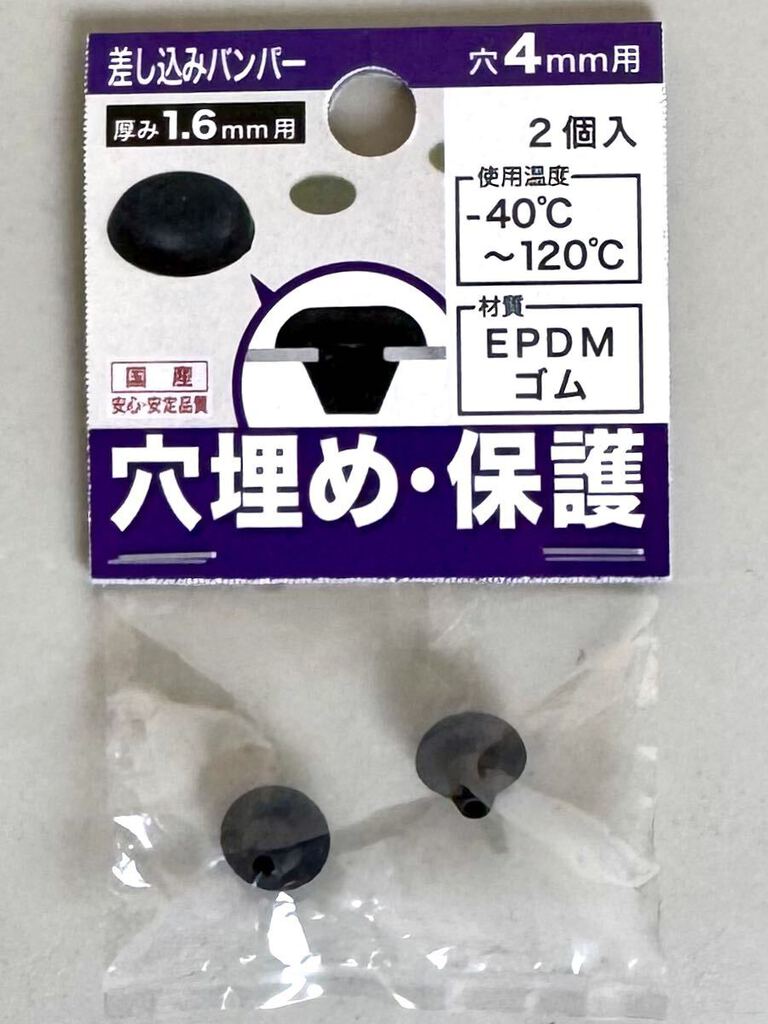 差し込みバンパー
穴4mm用
厚み1.6mm用
2個入
使用温度
-40℃
～120℃
材質
EPDM
ゴム
国産
安心・安定品質
穴埋め・保護